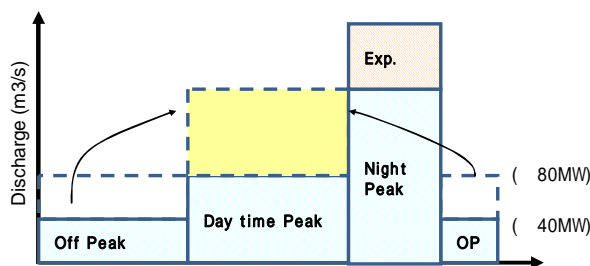 Discharge (m3/s)
Exp.
Night
Peak
( 80MW)
Day time Peak
( 40MW)
Off Peak
OP